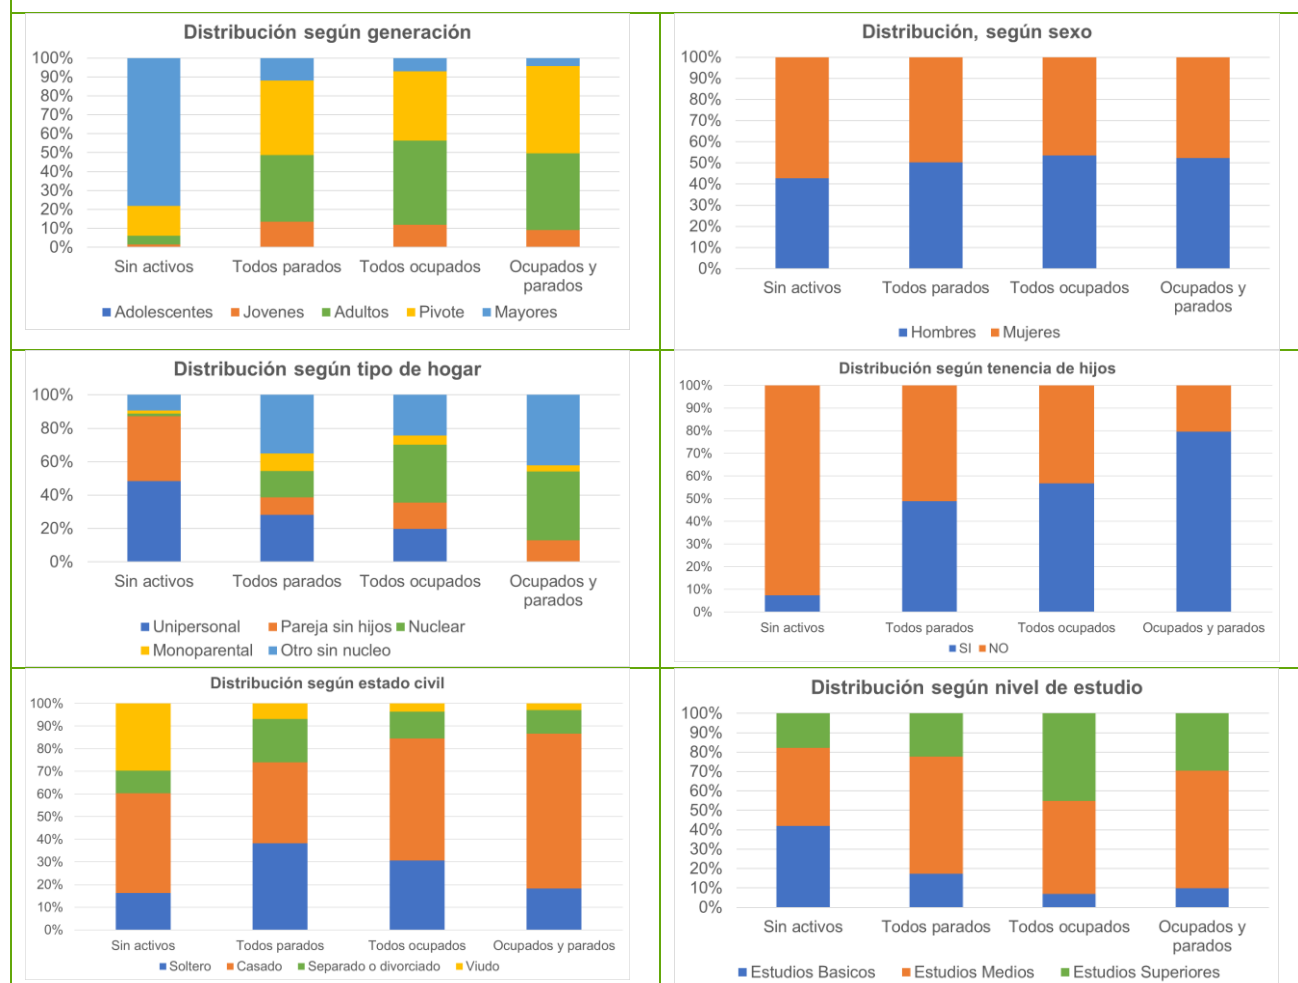 Distribución según generación
100%
90%
80%
70%
60%
50%
40%
30%
20%
10%
0%
Sin activos Todos parados Todos ocupados Ocupados y
parados
Adolescentes Jovenes Adultos Pivote Mayores
Distribución, según sexo
100%
90%
80%
70%
60%
50%
40%
30%
20%
10%
0%
Sin activos Todos parados Todos ocupados Ocupados y
parados
Hombres Mujeres
Distribución según tipo de hogar
100%
80%
60%
40%
20%
0%
Sin activos Todos parados Todos ocupados Ocupados y
parados
Unipersonal Pareja sin hijos Nuclear
Monoparental Otro sin nucleo
Distribución según tenencia de hijos
100%
90%
80%
70%
60%
50%
40%
30%
20%
10%
0%
Sin activos Todos parados Todos ocupados Ocupados y parados
SI NO
Distribución según estado civil
100%
90%
80%
70%
60%
50%
40%
30%
20%
10%
0%
Sin activos Todos parados Todos ocupados Ocupados y parados
Soltero Casado Separado o divorciado Viudo
Distribución según nivel de estudio
100%
90%
80%
70%
60%
50%
40%
30%
20%
10%
0%
Sin activos Todos parados Todos ocupados Ocupados y
parados
Estudios Basicos Estudios Medios Estudios Superiores